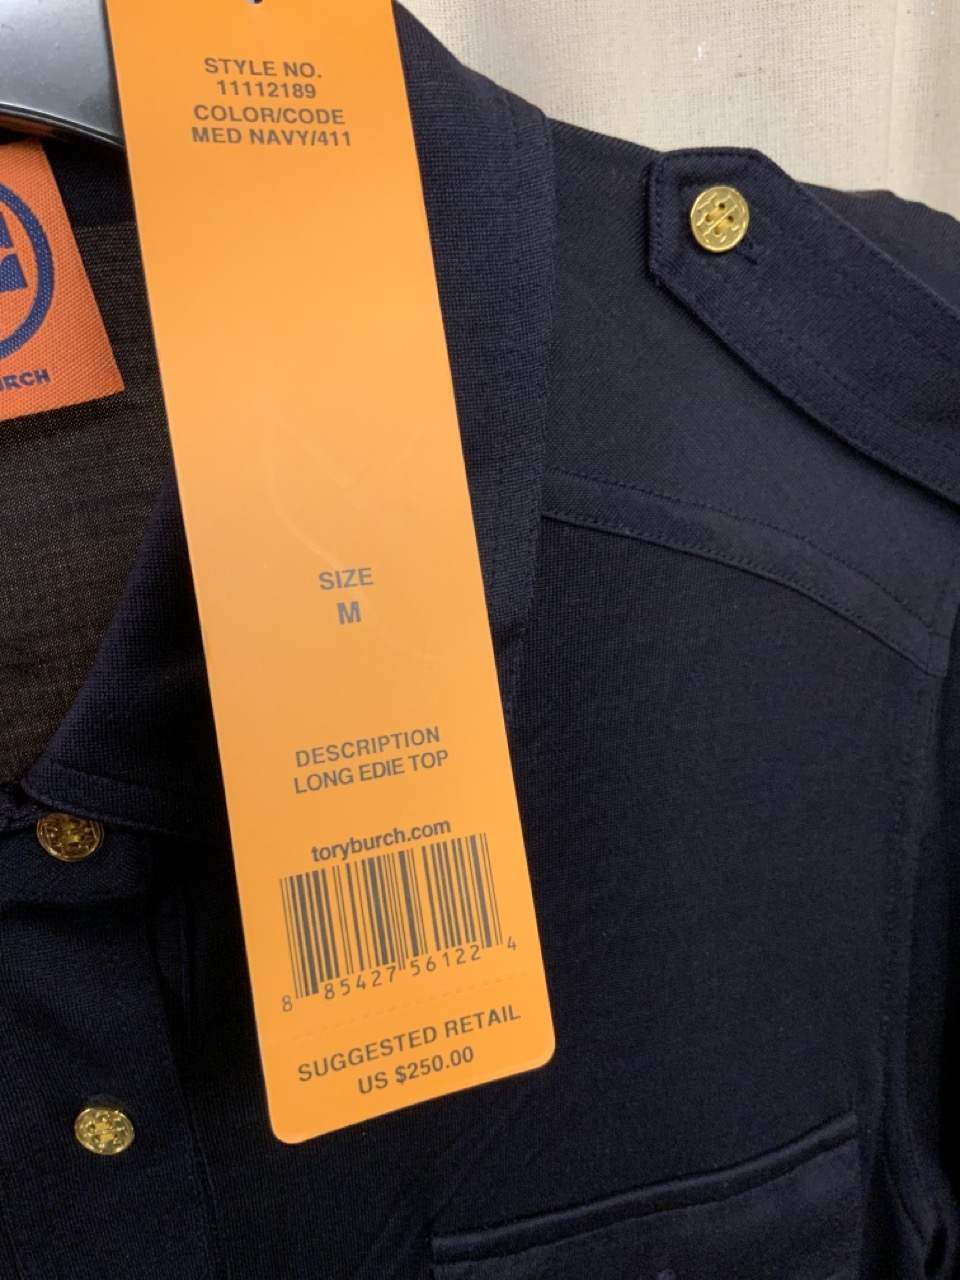 STYLE NO.
11112189
COLOR/CODE
MED NAVY/411
SIZE
M
DESCRIPTION
LONG EDIE TOP
toryburch.com
8 85427 56122 4
SUGGESTED RETAIL
US $250.00